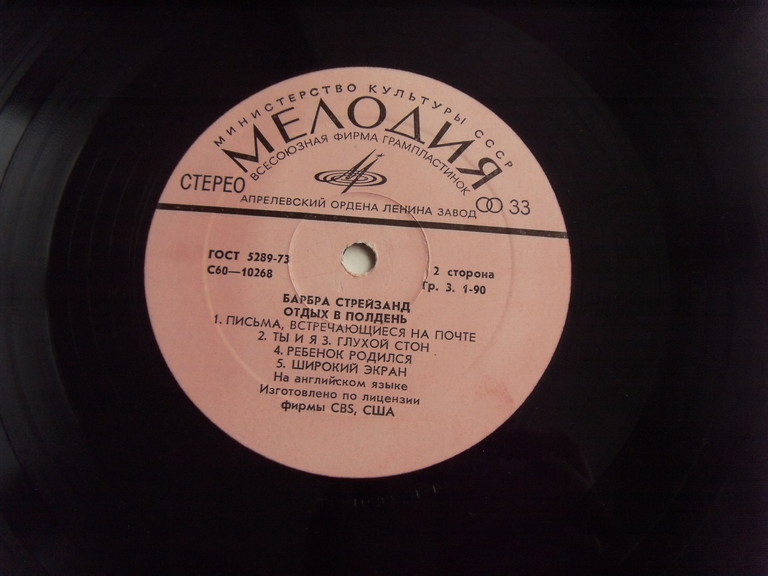 МИНИСТЕРСТВО КУЛЬТУРЫ СССР
МЕЛОДИЯ
ВСЕСОЮЗНАЯ ФИРМА ГРАМПЛАСТИНОК
СТЕРЕО
АПРЕЛЕВСКИЙ ОРДЕНА ЛЕНИНА ЗАВОД
33
ГОСТ 5289-73
С60—10268
2 сторона
Гр. 3. 1-90
БАРБРА СТРЕЙЗАНД
ОТДЫХ В ПОЛДЕНЬ
1. ПИСЬМА, ВСТРЕЧАЮЩИЕСЯ НА ПОЧТЕ
2. ТЫ И Я 3. ГЛУХОЙ СТОН
4. РЕБЕНОК РОДИЛСЯ
5. ШИРОКИЙ ЭКРАН
На английском языке
Изготовлено по лицензии
фирмы CBS, США